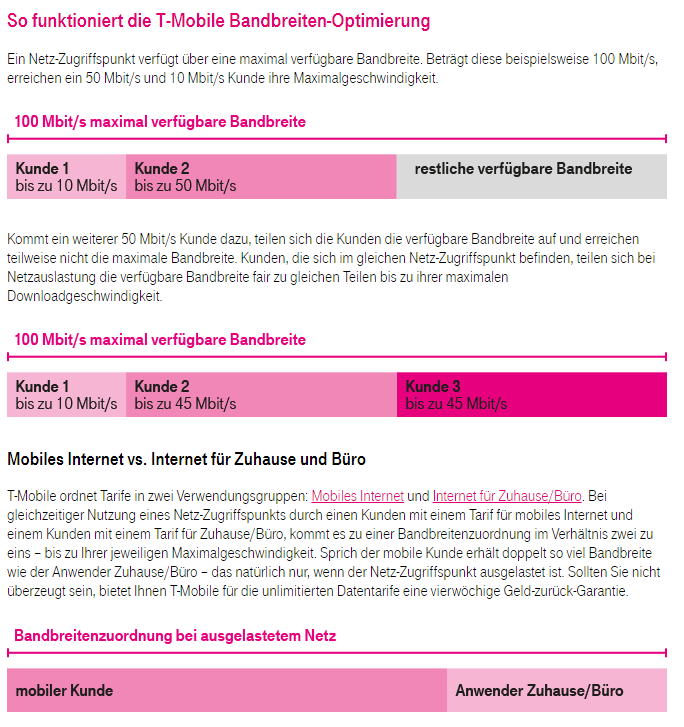 So funktioniert die T-Mobile Bandbreiten-Optimierung
Ein Netz-Zugriffspunkt verfügt über eine maximal verfügbare Bandbreite. Beträgt diese beispielsweise 100 Mbit/s,
erreichen ein 50 Mbit/s und 10 Mbit/s Kunde ihre Maximalgeschwindigkeit.
100 Mbit/s maximal verfügbare Bandbreite
Kunde 1 Kunde 2 restliche verfügbare Bandbreite
bis zu 10 Mbit/s bis zu 50 Mbit/s
Kommt ein weiterer 50 Mbit/s Kunde dazu, teilen sich die Kunden die verfügbare Bandbreite auf und erreichen
teilweise nicht die maximale Bandbreite. Kunden, die sich im gleichen Netz-Zugriffspunkt befinden, teilen sich bei
Netzauslastung die verfügbare Bandbreite fair zu gleichen Teilen bis zu ihrer maximalen
Downloadgeschwindigkeit.
100 Mbit/s maximal verfügbare Bandbreite
Kunde 1 Kunde 2 Kunde 3
bis zu 10 Mbit/s bis zu 45 Mbit/s bis zu 45 Mbit/s
Mobiles Internet vs. Internet für Zuhause und Büro
T-Mobile ordnet Tarife in zwei Verwendungsgruppen: Mobiles Internet und Internet für Zuhause/Büro. Bei
gleichzeitiger Nutzung eines Netz-Zugriffspunkts durch einen Kunden mit einem Tarif für mobiles Internet und
einem Kunden mit einem Tarif für Zuhause/Büro, kommt es zu einer Bandbreitenzuordnung im Verhältnis zwei zu
eins – bis zu Ihrer jeweiligen Maximalgeschwindigkeit. Sprich der mobile Kunde erhält doppelt so viel Bandbreite
wie der Anwender Zuhause/Büro – das natürlich nur, wenn der Netz-Zugriffspunkt ausgelastet ist. Sollten Sie nicht
überzeugt sein, bietet Ihnen T-Mobile für die unlimitierten Datentarife eine vierwöchige Geld-zurück-Garantie.
Bandbreitenzuordnung bei ausgelastetem Netz
mobiler Kunde Anwender Zuhause/Büro